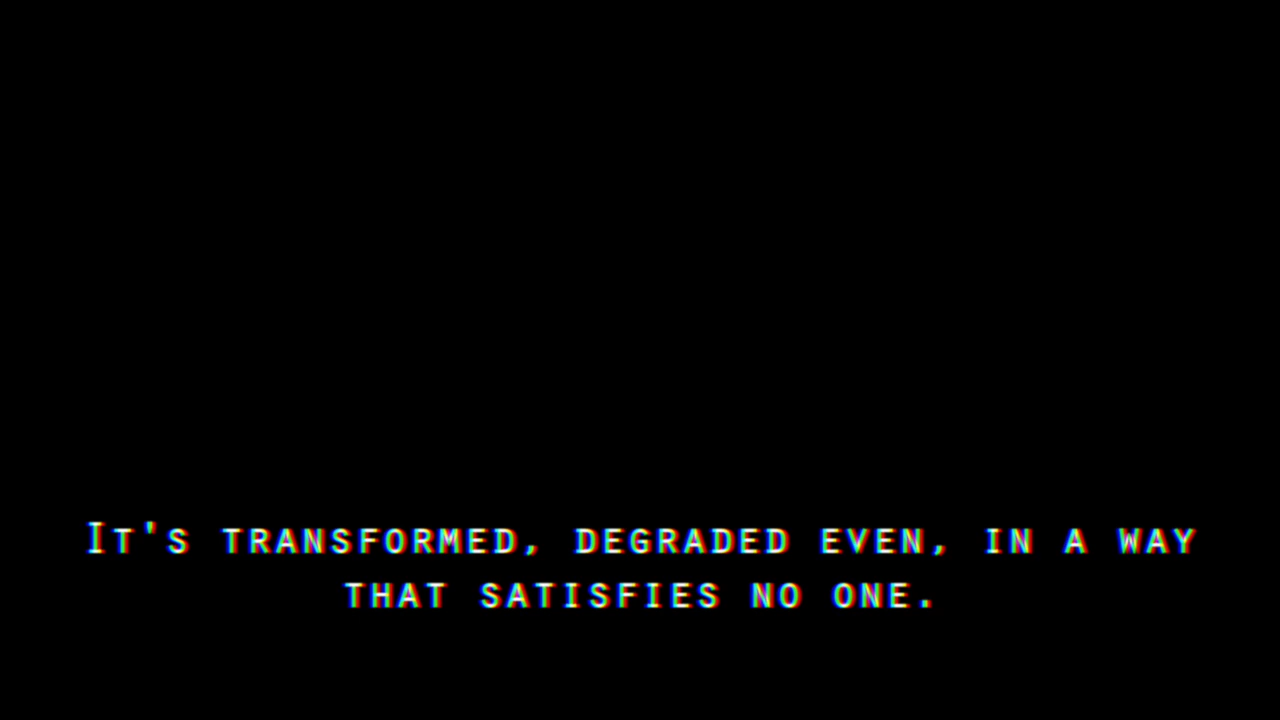 It's transformed, degraded even, in a way
that satisfies no one.